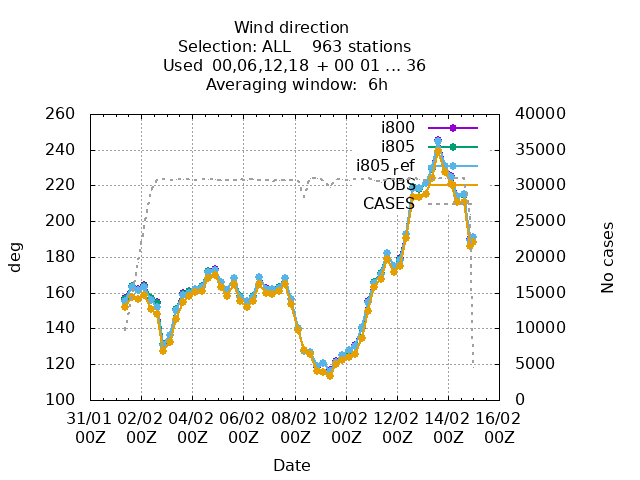 Wind direction
Selection: ALL    963 stations
Used  00,06,12,18  + 00 01 ... 36
Averaging window:  6h
260
240
220
200
180
160
140
120
100
deg
40000
35000
30000
25000
20000
15000
10000
5000
0
No cases
i800
i805
i805ref
OBS
CASES
31/01 02/02 04/02 06/02 08/02 10/02 12/02 14/02 16/02
00Z 00Z 00Z 00Z 00Z 00Z 00Z 00Z 00Z
Date